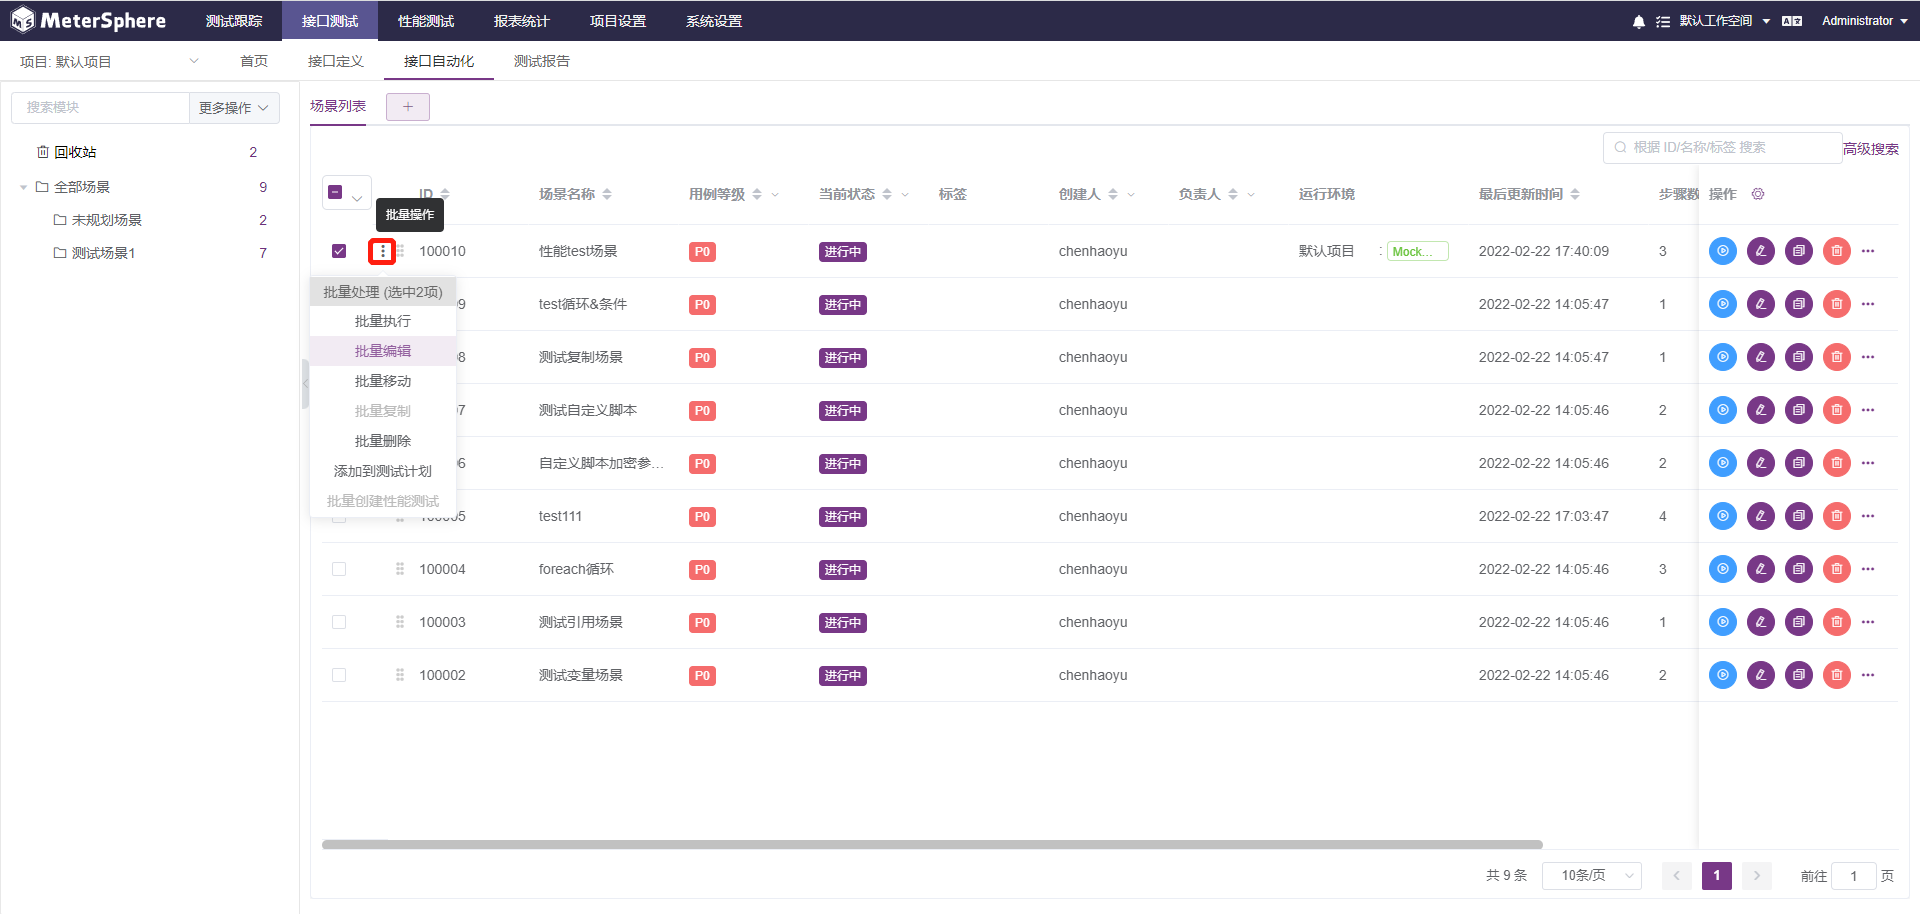 MeterSphere 测试跟踪 接口测试 性能测试 报表统计 项目设置 系统设置 默认工作空间 Administrator
项目: 默认项目 首页 接口定义 接口自动化 测试报告
搜索模块 更多操作
回收站 2
全部场景 9
未规划场景 2
测试场景1 7
场景列表 +
根据 ID/名称/标签 搜索 高级搜索
ID 场景名称 用例等级 当前状态 标签 创建人 负责人 运行环境 最后更新时间 步骤数 操作
批量操作
100010 性能test场景 P0 进行中 chenhaoyu 默认项目 : Mock... 2022-02-22 17:40:09 3
批量处理 (选中2项)
批量执行
批量编辑
批量移动
批量复制
批量删除
添加到测试计划
批量创建性能测试
9 test循环&条件 P0 进行中 chenhaoyu 2022-02-22 14:05:47 1
8 测试复制场景 P0 进行中 chenhaoyu 2022-02-22 14:05:47 1
7 测试自定义脚本 P0 进行中 chenhaoyu 2022-02-22 14:05:46 2
6 自定义脚本加密参... P0 进行中 chenhaoyu 2022-02-22 14:05:46 2
100005 test111 P0 进行中 chenhaoyu 2022-02-22 17:03:47 4
100004 foreach循环 P0 进行中 chenhaoyu 2022-02-22 14:05:46 3
100003 测试引用场景 P0 进行中 chenhaoyu 2022-02-22 14:05:46 1
100002 测试变量场景 P0 进行中 chenhaoyu 2022-02-22 14:05:46 2
共 9 条 10条/页 1 前往 1 页